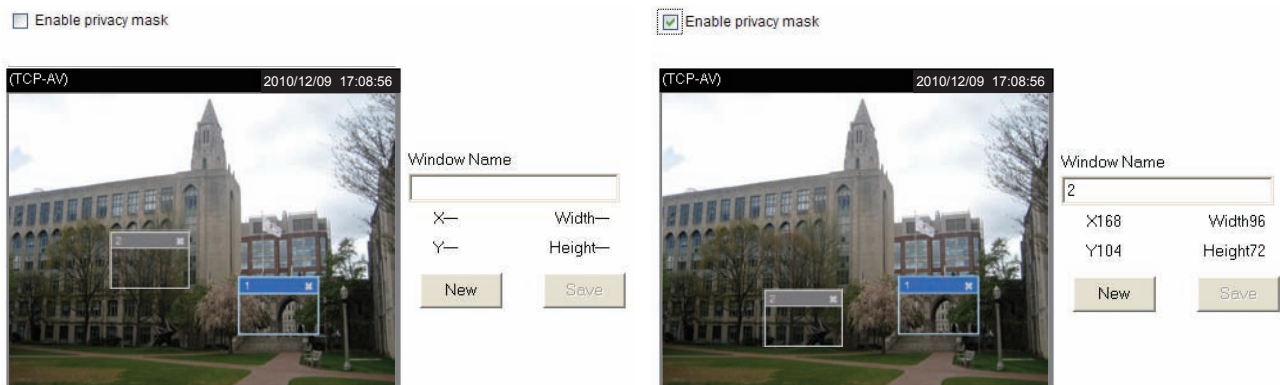 Enable privacy mask
(TCP-AV) 2010/12/09 17:08:56
2
1
Window Name
X— Width—
Y— Height—
New Save
Enable privacy mask
(TCP-AV) 2010/12/09 17:08:56
2
1
Window Name
2
X168 Width96
Y104 Height72
New Save